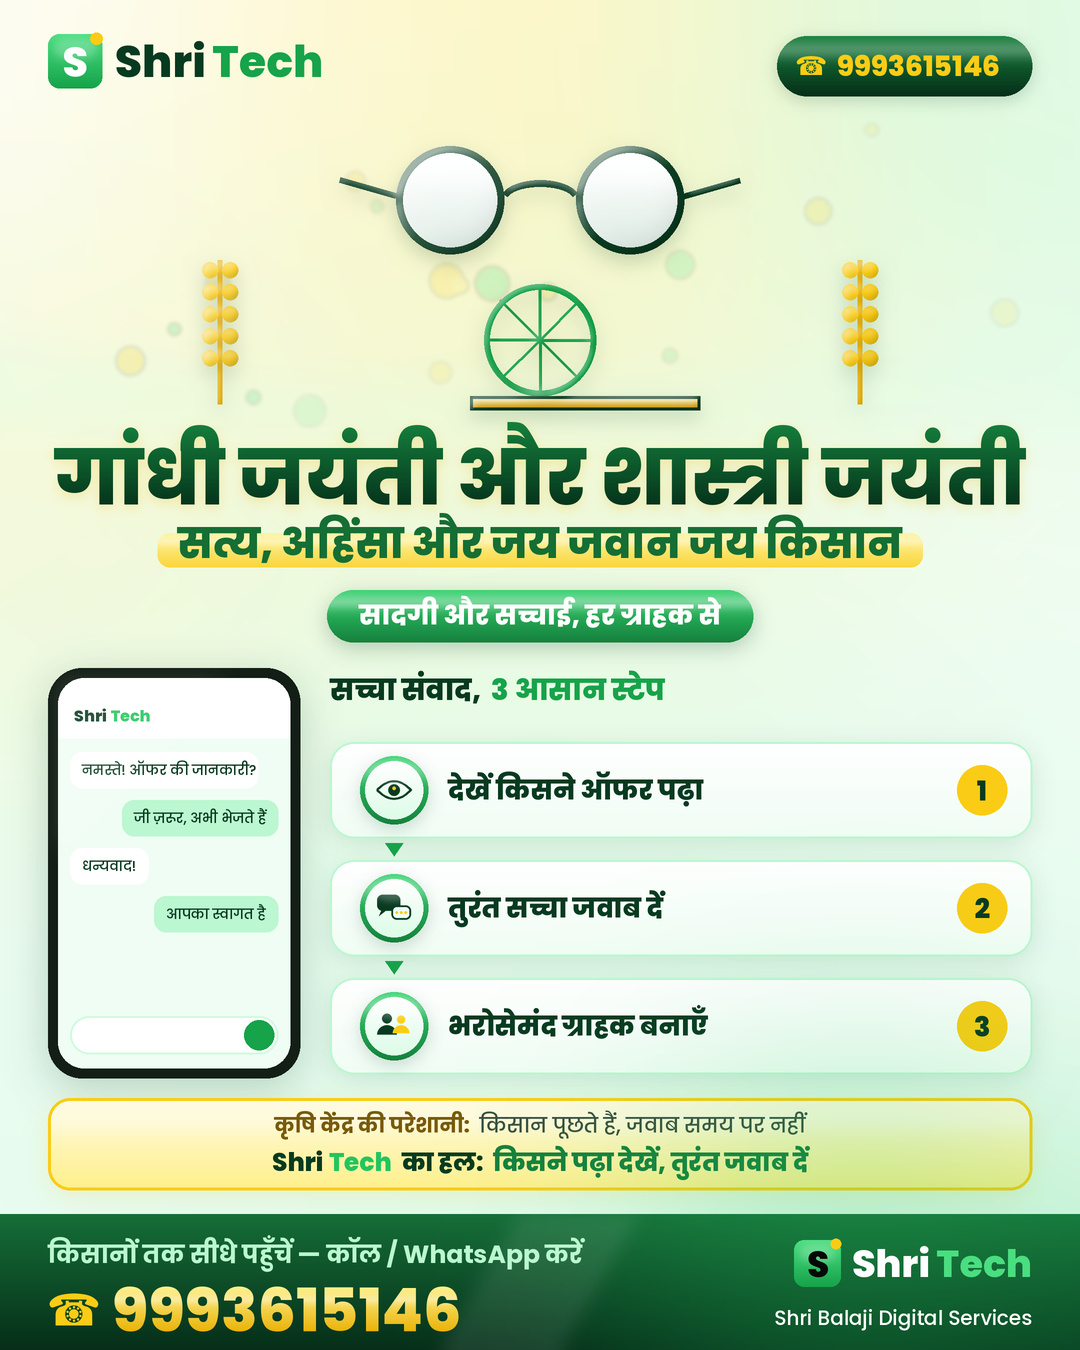 S Shri Tech
☎ 9993615146
गांधी जयंती और शास्त्री जयंती
सत्य, अहिंसा और जय जवान जय किसान
सादगी और सच्चाई, हर ग्राहक से
Shri Tech
नमस्ते! ऑफर की जानकारी?
जी ज़रूर, अभी भेजते हैं
धन्यवाद!
आपका स्वागत है
सच्चा संवाद, 3 आसान स्टेप
देखें किसने ऑफर पढ़ा 1
तुरंत सच्चा जवाब दें 2
भरोसेमंद ग्राहक बनाएँ 3
कृषि केंद्र की परेशानी: किसान पूछते हैं, जवाब समय पर नहीं
Shri Tech का हल: किसने पढ़ा देखें, तुरंत जवाब दें
किसानों तक सीधे पहुँचें — कॉल / WhatsApp करें
☎ 9993615146
S Shri Tech
Shri Balaji Digital Services